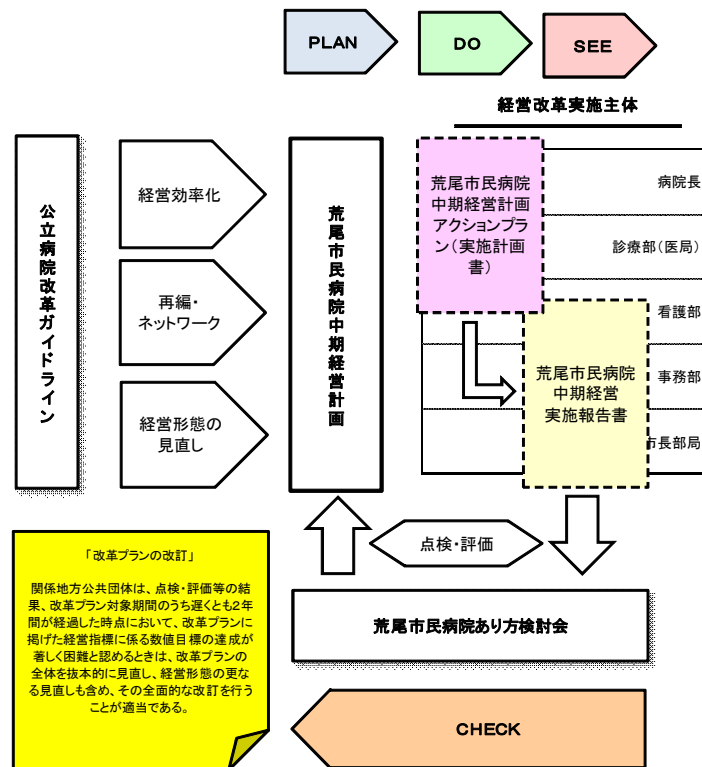 PLAN
DO
SEE
経営改革実施主体
公立病院改革ガイドライン
経営効率化
再編・
ネットワーク
経営形態の
見直し
荒尾市民病院中期経営計画
荒尾市民病院
中期経営計画
アクションプラ
ン（実施計画
書）
病院長
診療部（医局）
看護部
事務部
市長部局
荒尾市民病院
中期経営
実施報告書
点検・評価
荒尾市民病院あり方検討会
CHECK
「改革プランの改訂」
関係地方公共団体は、点検・評価等の結
果、改革プラン対象期間のうち遅くとも2年
間が経過した時点において、改革プランに
掲げた経営指標に係る数値目標の達成が
著しく困難と認めるときは、改革プランの
全体を抜本的に見直し、経営形態の更な
る見直しも含め、その全面的な改訂を行う
ことが適当である。